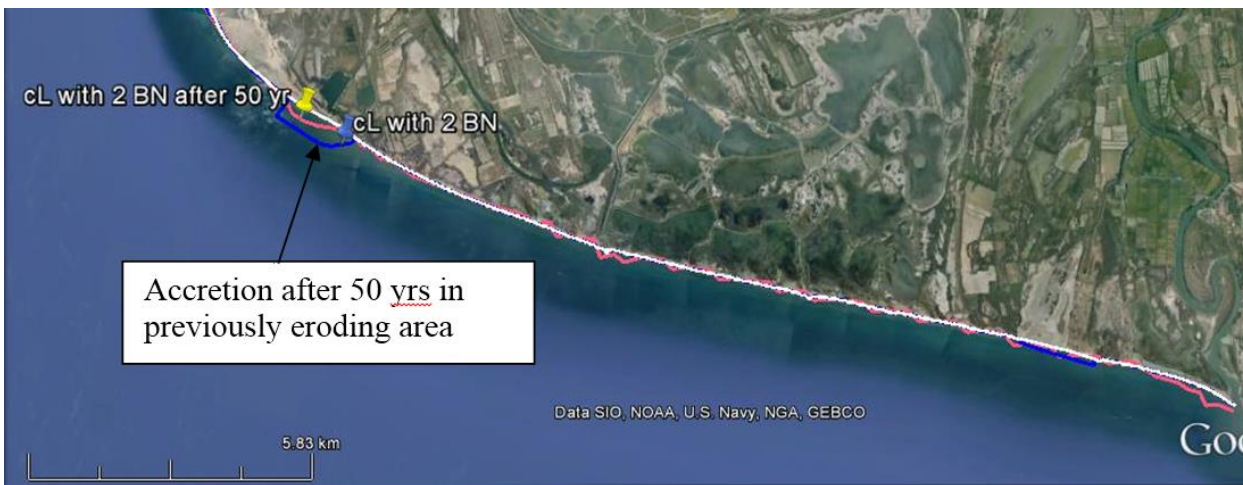 cL with 2 BN after 50 yr
cL with 2 BN
Accretion after 50 yrs in
previously eroding area
Data SIO, NOAA, U.S. Navy, NGA, GEBCO
5.83 km
Goo